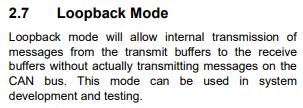 2.7 Loopback Mode
Loopback mode will allow internal transmission of
messages from the transmit buffers to the receive
buffers without actually transmitting messages on the
CAN bus. This mode can be used in system
development and testing.